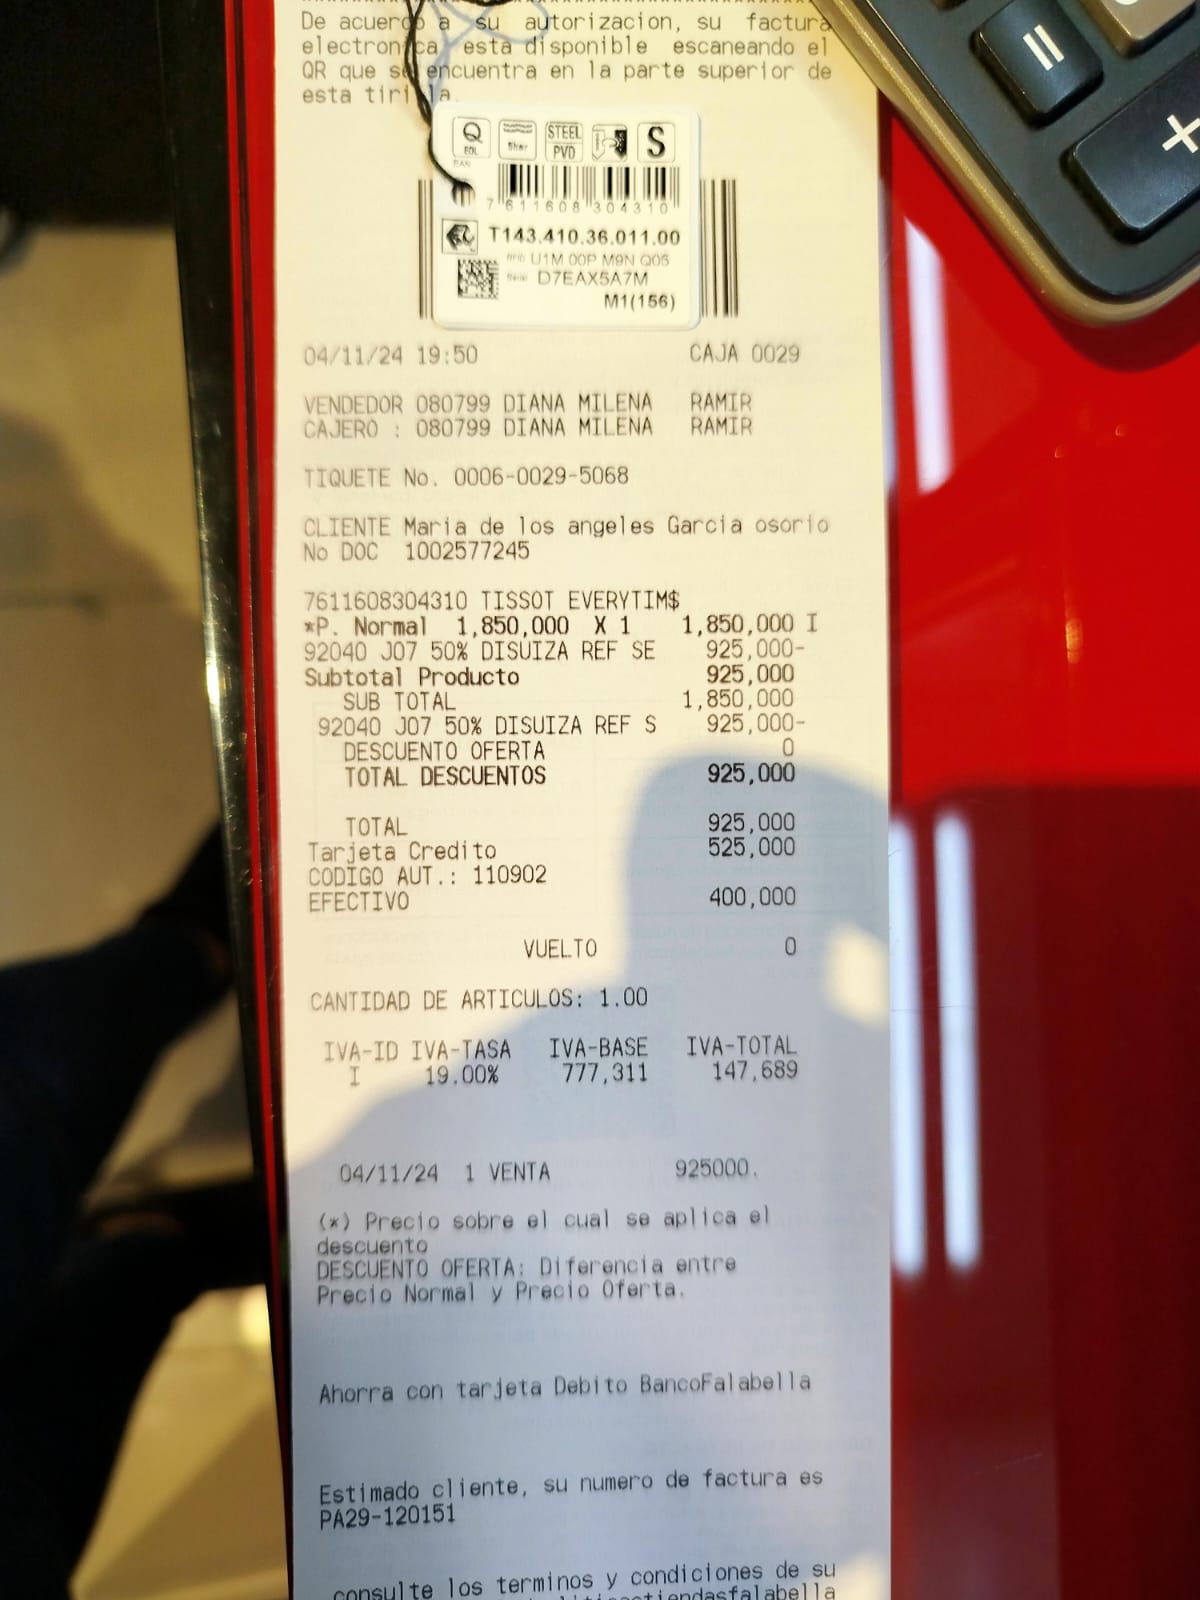 De acuerdo a su autorizacion, su factura
electronica esta disponible escaneando el
QR que se encuentra en la parte superior de
esta tirilla.
Q
EOL
5bar
STEEL
PVD
S
7 611608 304310
T143.410.36.011.00
U1M 00P M9N Q05
D7EAX5A7M
M1(156)
04/11/24 19:50 CAJA 0029
VENDEDOR 080799 DIANA MILENA RAMIR
CAJERO : 080799 DIANA MILENA RAMIR
TIQUETE No. 0006-0029-5068
CLIENTE Maria de los angeles Garcia osorio
No DOC 1002577245
7611608304310 TISSOT EVERYTIM$
*P. Normal 1,850,000 X 1 1,850,000 I
92040 J07 50% DISUIZA REF SE 925,000-
Subtotal Producto 925,000
SUB TOTAL 1,850,000
92040 J07 50% DISUIZA REF S 925,000-
DESCUENTO OFERTA 0
TOTAL DESCUENTOS 925,000
TOTAL 925,000
Tarjeta Credito 525,000
CODIGO AUT.: 110902
EFECTIVO 400,000
VUELTO 0
CANTIDAD DE ARTICULOS: 1.00
IVA-ID IVA-TASA IVA-BASE IVA-TOTAL
I 19.00% 777,311 147,689
04/11/24 1 VENTA 925000.
(*) Precio sobre el cual se aplica el
descuento
DESCUENTO OFERTA: Diferencia entre
Precio Normal y Precio Oferta.
Ahorra con tarjeta Debito BancoFalabella
Estimado cliente, su numero de factura es
PA29-120151
consulte los terminos y condiciones de su